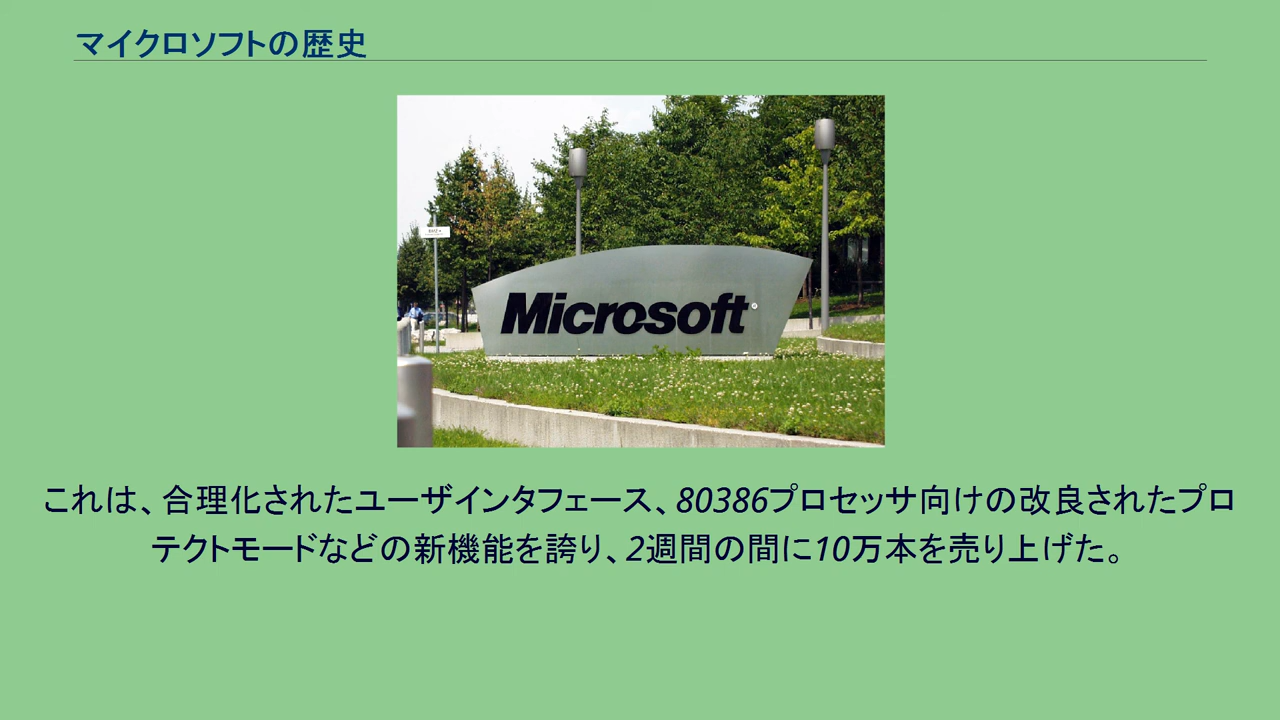 マイクロソフトの歴史
Microsoft
これは、合理化されたユーザインタフェース、80386プロセッサ向けの改良されたプロ
テクトモードなどの新機能を誇り、2週間の間に10万本を売り上げた。